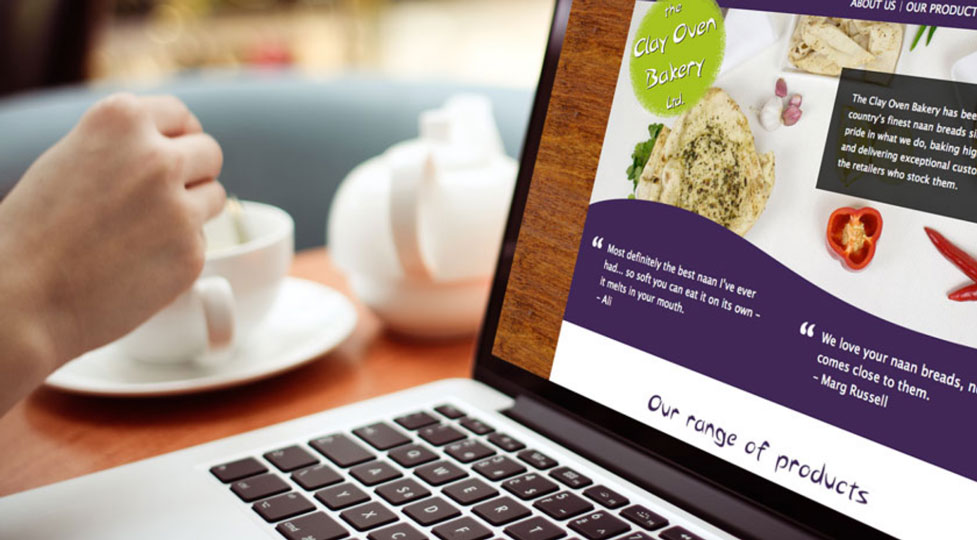 ABOUT US | OUR PRODUCT
the
Clay Oven
Bakery
Ltd.
The Clay Oven Bakery has bee
country's finest naan breads si
pride in what we do, baking hig
and delivering exceptional custo
the retailers who stock them.
“ Most definitely the best naan I've ever
had... so soft you can eat it on its own –
it melts in your mouth.
– Ali
“ We love your naan breads, n
comes close to them.
– Marg Russell
Our range of products